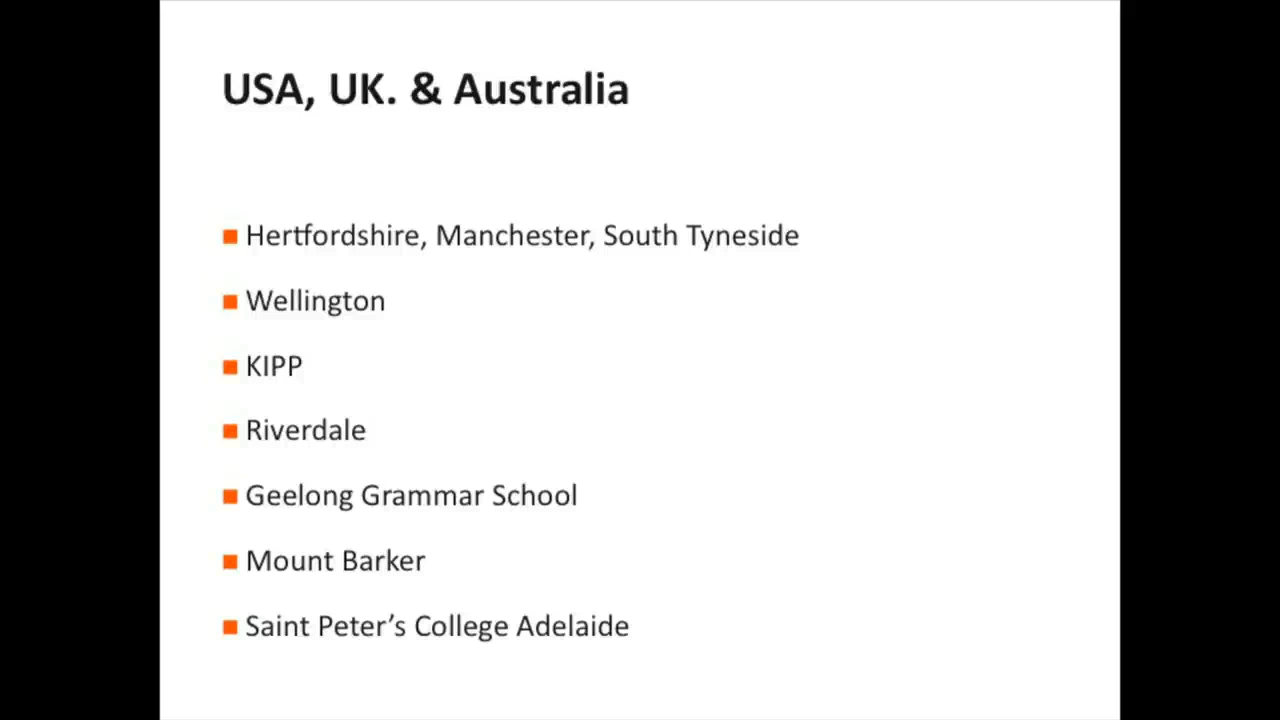 USA, UK. & Australia
Hertfordshire, Manchester, South Tyneside
Wellington
KIPP
Riverdale
Geelong Grammar School
Mount Barker
Saint Peter’s College Adelaide